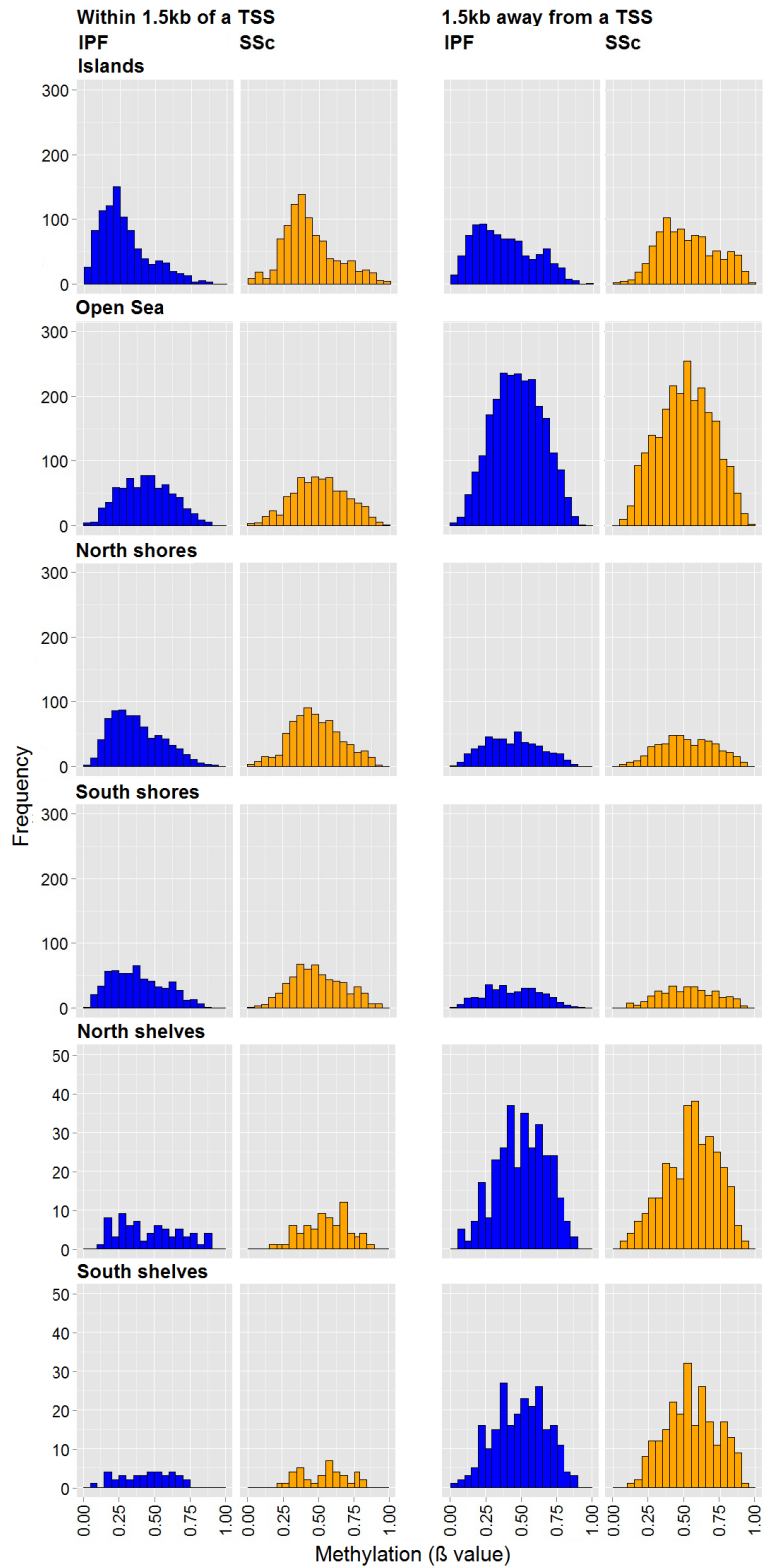 Within 1.5kb of a TSS 1.5kb away from a TSS
IPF SSc IPF SSc
Islands
300
200
100
0
Open Sea
300
200
100
0
North shores
300
200
100
0
South shores
300
200
100
0
North shelves
50
40
30
20
10
0
South shelves
50
40
30
20
10
0
Frequency
0.00 0.25 0.50 0.75 1.00 0.00 0.25 0.50 0.75 1.00 0.00 0.25 0.50 0.75 1.00 0.00 0.25 0.50 0.75 1.00
Methylation (ß value)